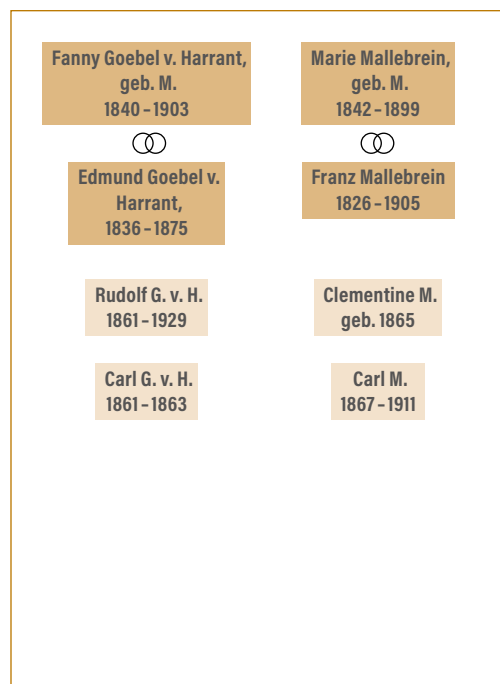 Fanny Goebel v. Harrant,
geb. M.
1840 – 1903
Edmund Goebel v.
Harrant,
1836 – 1875
Rudolf G. v. H.
1861 – 1929
Carl G. v. H.
1861 – 1863
Marie Mallebrein,
geb. M.
1842 – 1899
Franz Mallebrein
1826 – 1905
Clementine M.
geb. 1865
Carl M.
1867 – 1911